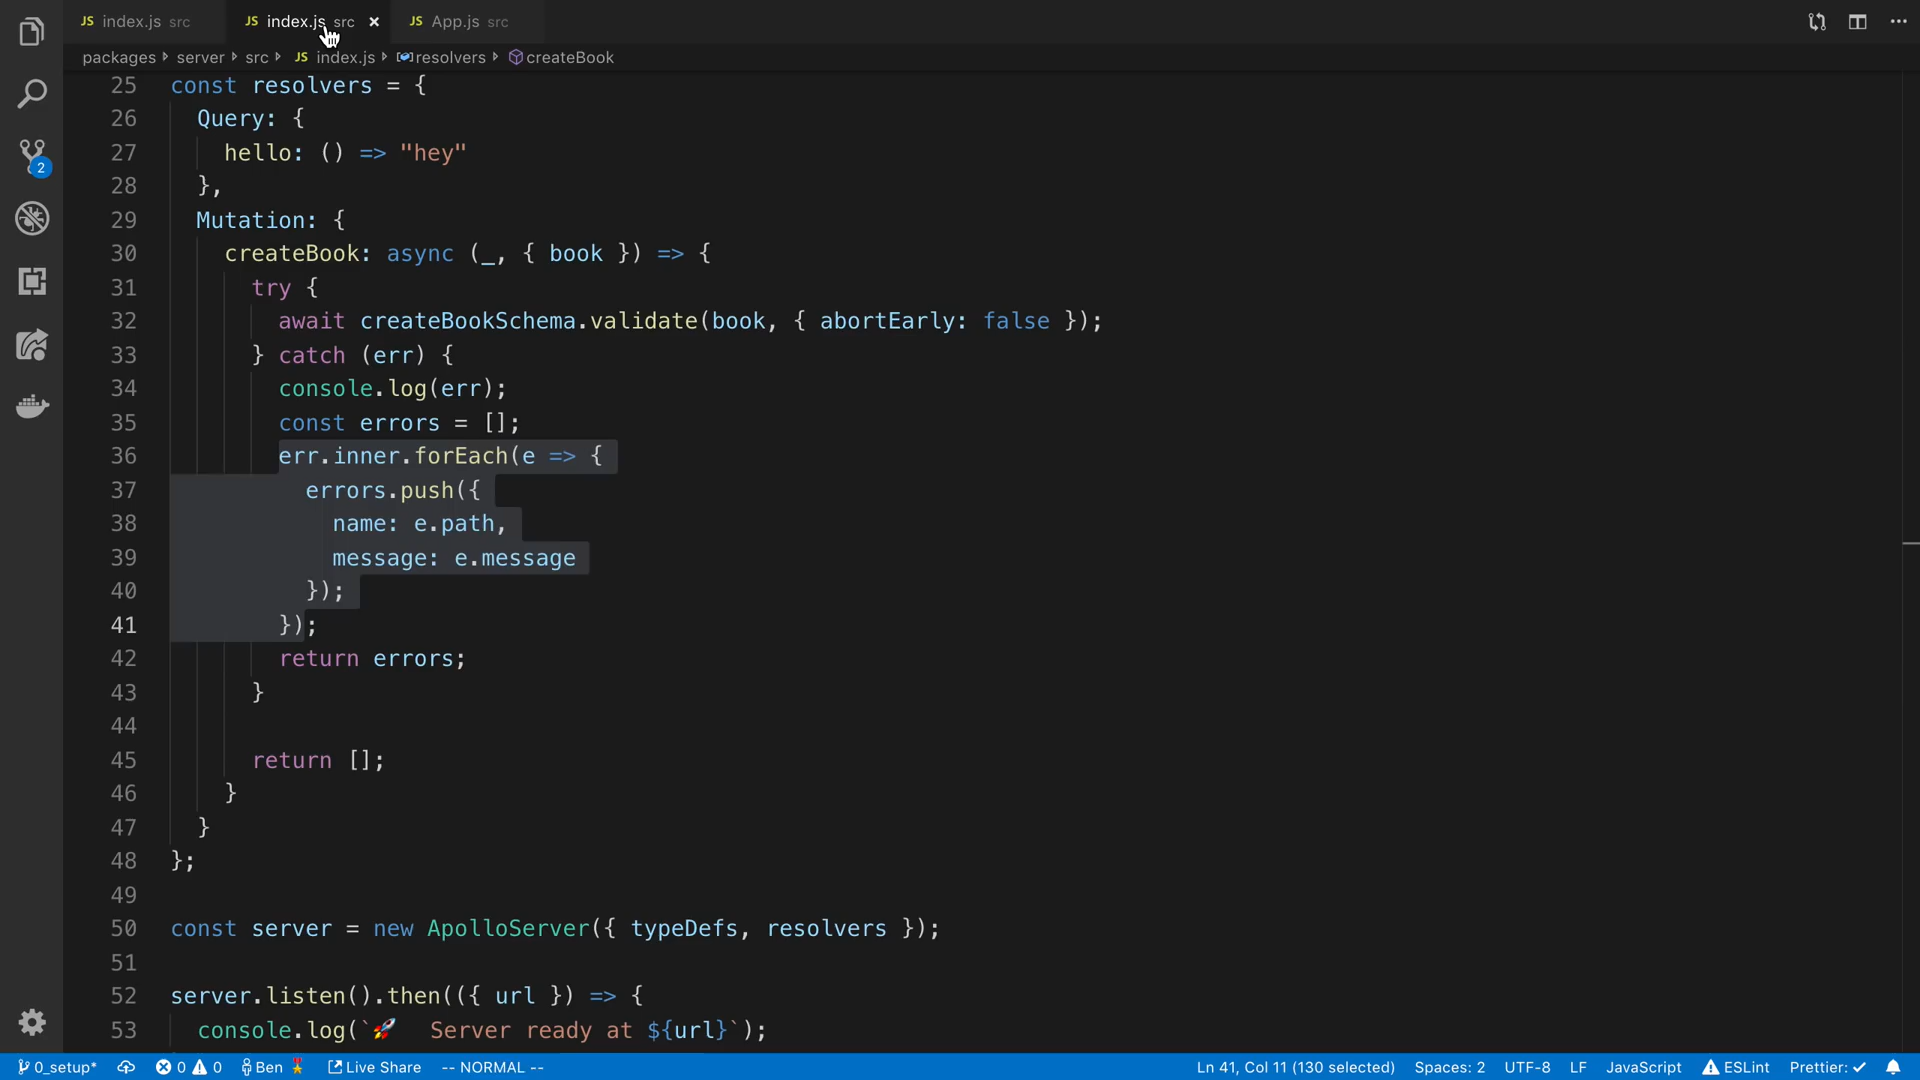 JS index.js src
JS index.js src ×
JS App.js src
packages server src JS index.js resolvers createBook
25 const resolvers = {
26 Query: {
27 hello: () => "hey"
28 },
29 Mutation: {
30 createBook: async (_, { book }) => {
31 try {
32 await createBookSchema.validate(book, { abortEarly: false });
33 } catch (err) {
34 console.log(err);
35 const errors = [];
36 err.inner.forEach(e => {
37 errors.push({
38 name: e.path,
39 message: e.message
40 });
41 });
42 return errors;
43 }
44
45 return [];
46 }
47 }
48 };
49
50 const server = new ApolloServer({ typeDefs, resolvers });
51
52 server.listen().then(({ url }) => {
53 console.log(`🚀 Server ready at ${url}`);
2
0_setup* 0 0 Ben Live Share -- NORMAL -- Ln 41, Col 11 (130 selected) Spaces: 2 UTF-8 LF JavaScript ESLint Prettier: ✓